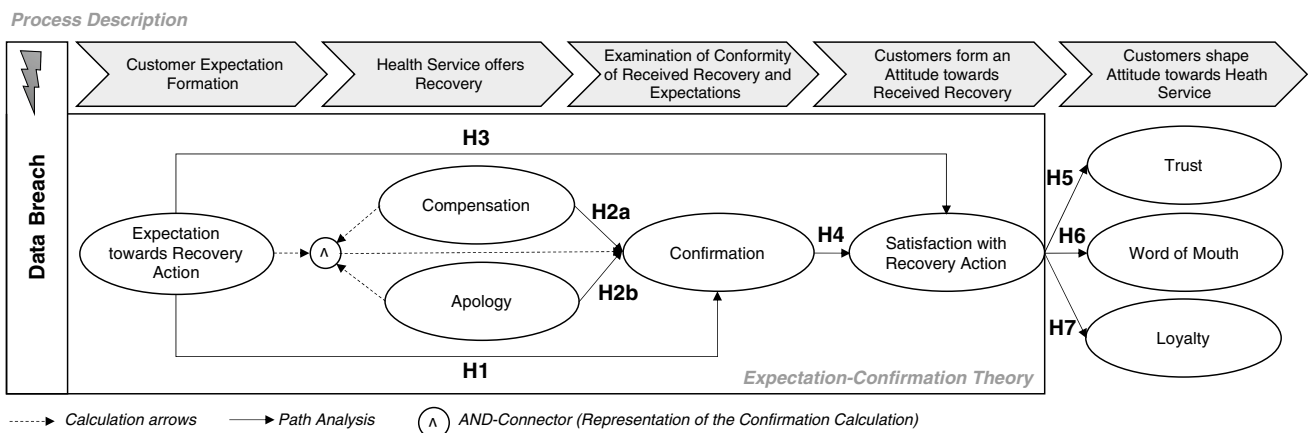 Process Description
Customer Expectation
Formation
Health Service offers
Recovery
Examination of Conformity
of Received Recovery and
Expectations
Customers form an
Attitude towards
Received Recovery
Customers shape
Attitude towards Heath
Service
Data Breach
H3
Expectation
towards Recovery
Action
Compensation
Apology
∧
H2a
H2b
Confirmation
H4
Satisfaction with
Recovery Action
H1
Expectation-Confirmation Theory
H5
H6
H7
Trust
Word of Mouth
Loyalty
Calculation arrows
Path Analysis
∧
AND-Connector (Representation of the Confirmation Calculation)